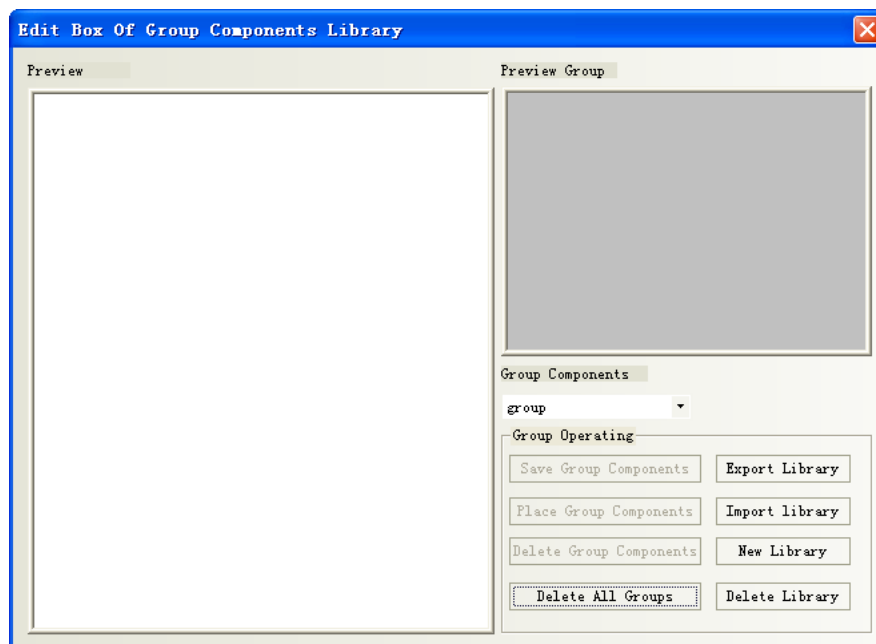 Edit Box Of Group Components Library
Preview
Preview Group
Group Components
group
Group Operating
Save Group Components
Export Library
Place Group Components
Import library
Delete Group Components
New Library
Delete All Groups
Delete Library